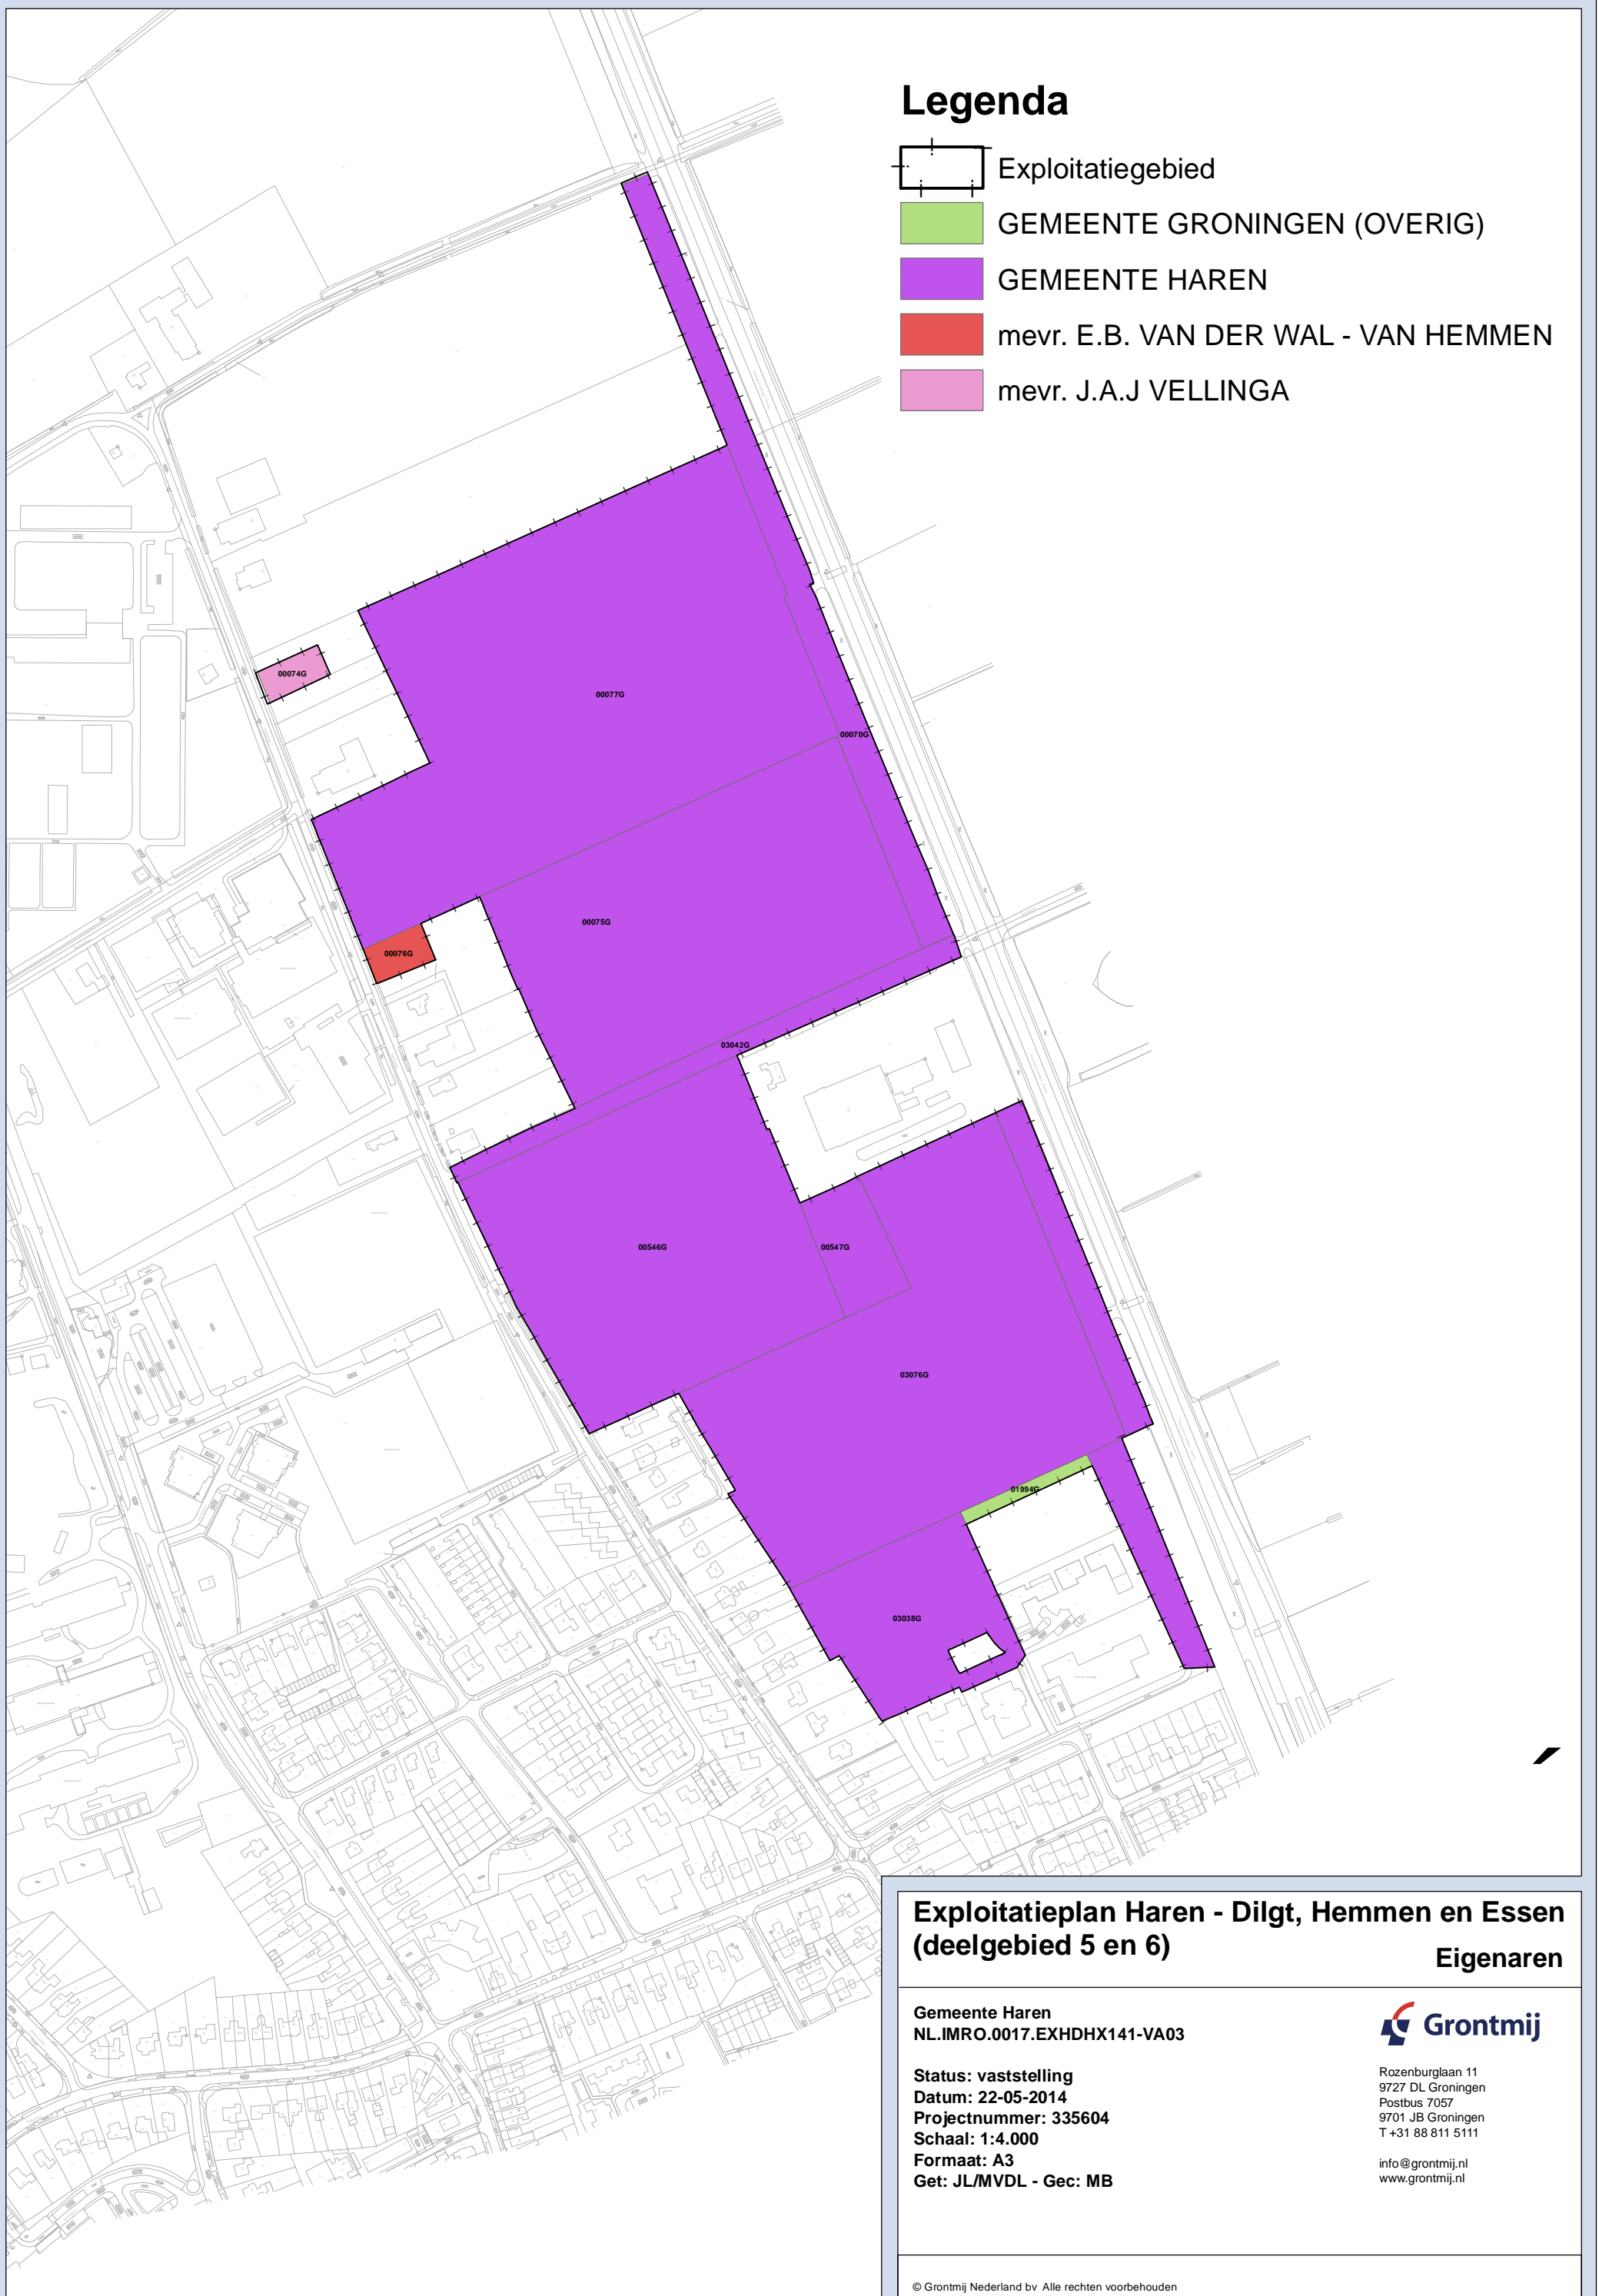 Legenda
Exploitatiegebied
GEMEENTE GRONINGEN (OVERIG)
GEMEENTE HAREN
mevr. E.B. VAN DER WAL - VAN HEMMEN
mevr. J.A.J VELLINGA
00074G
00077G
00070G
00075G
00076G
03042G
00546G
00547G
03076G
01994G
03038G
Exploitatieplan Haren - Dilgt, Hemmen en Essen
(deelgebied 5 en 6)
Eigenaren
Gemeente Haren
NL.IMRO.0017.EXHDHX141-VA03
Status: vaststelling
Datum: 22-05-2014
Projectnummer: 335604
Schaal: 1:4.000
Formaat: A3
Get: JL/MVDL - Gec: MB
Grontmij
Rozenburglaan 11
9727 DL Groningen
Postbus 7057
9701 JB Groningen
T +31 88 811 5111
info@grontmij.nl
www.grontmij.nl
© Grontmij Nederland bv Alle rechten voorbehouden